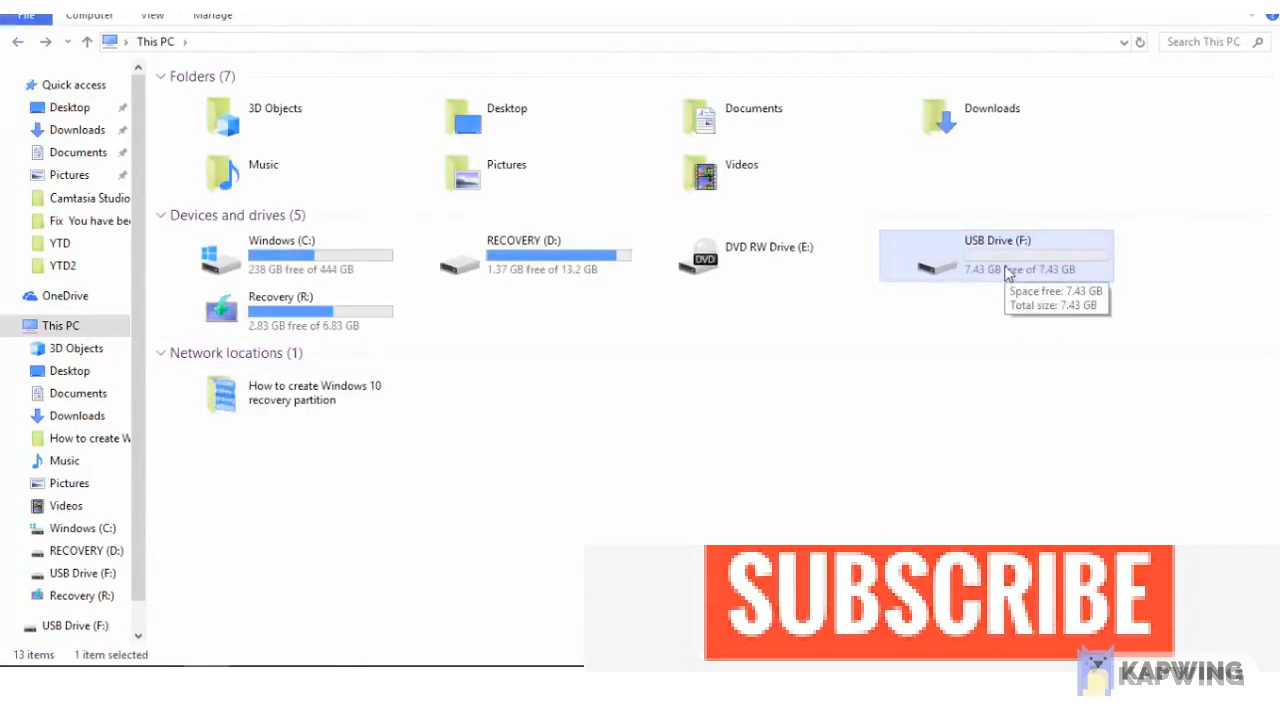 File Computer View Manage
This PC
Search This PC
Quick access
Desktop
Downloads
Documents
Pictures
Camtasia Studio
Fix You have bee
YTD
YTD2
OneDrive
This PC
3D Objects
Desktop
Documents
Downloads
How to create W
Music
Pictures
Videos
Windows (C:)
RECOVERY (D:)
USB Drive (F:)
Recovery (R:)
USB Drive (F:)
Folders (7)
3D Objects
Desktop
Documents
Downloads
Music
Pictures
Videos
Devices and drives (5)
Windows (C:)
238 GB free of 444 GB
RECOVERY (D:)
1.37 GB free of 13.2 GB
DVD RW Drive (E:)
DVD
USB Drive (F:)
7.43 GB free of 7.43 GB
Space free: 7.43 GB
Total size: 7.43 GB
Recovery (R:)
2.83 GB free of 6.83 GB
Network locations (1)
How to create Windows 10
recovery partition
13 items 1 item selected
SUBSCRIBE
KAPWING